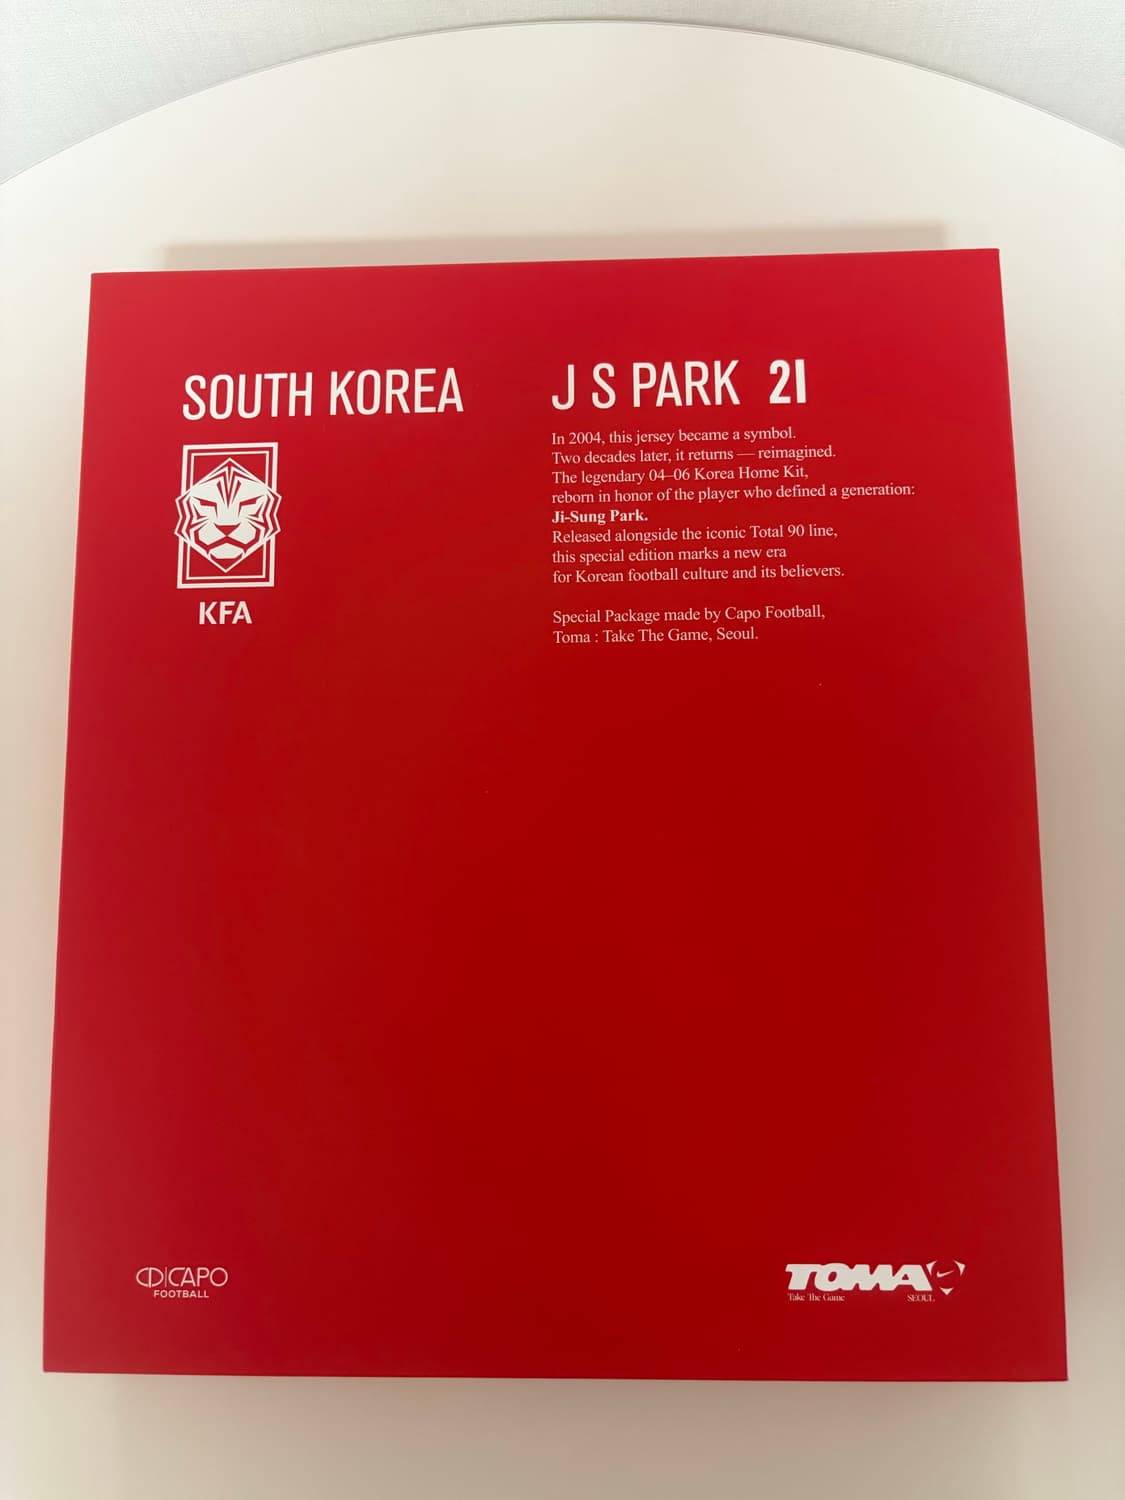 SOUTH KOREA
KFA
J S PARK 21
In 2004, this jersey became a symbol.
Two decades later, it returns — reimagined.
The legendary 04–06 Korea Home Kit,
reborn in honor of the player who defined a generation:
Ji-Sung Park.
Released alongside the iconic Total 90 line,
this special edition marks a new era
for Korean football culture and its believers.
Special Package made by Capo Football,
Toma : Take The Game, Seoul.
CAPO
FOOTBALL
TOMA
Take The Game SEOUL